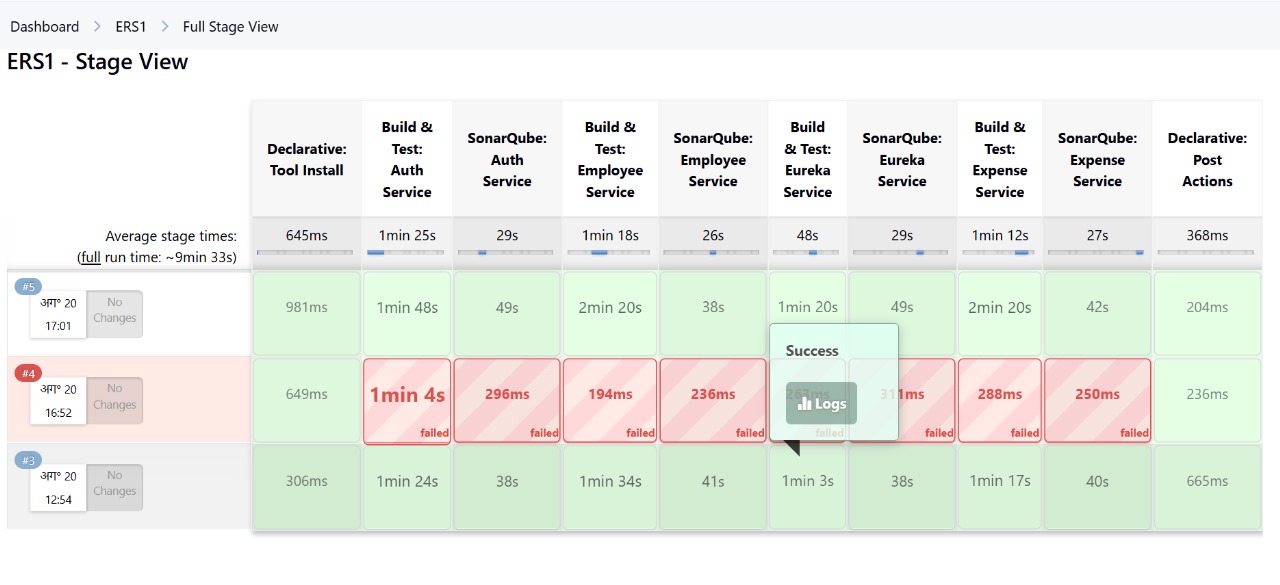 Dashboard > ERS1 > Full Stage View
ERS1 - Stage View
Declarative: Tool Install
Build & Test: Auth Service
SonarQube: Auth Service
Build & Test: Employee Service
SonarQube: Employee Service
Build & Test: Eureka Service
SonarQube: Eureka Service
Build & Test: Expense Service
SonarQube: Expense Service
Declarative: Post Actions
Average stage times:
(full run time: ~9min 33s)
645ms 1min 25s 29s 1min 18s 26s 48s 29s 1min 12s 27s 368ms
#5
अग॰ 20
17:01
No Changes
981ms 1min 48s 49s 2min 20s 38s 1min 20s 49s 2min 20s 42s 204ms
Success
Logs
#4
अग॰ 20
16:52
No Changes
649ms 1min 4s 296ms 194ms 236ms 311ms 288ms 250ms 236ms
failed failed failed failed failed failed failed failed
#3
अग॰ 20
12:54
No Changes
306ms 1min 24s 38s 1min 34s 41s 1min 3s 38s 1min 17s 40s 665ms